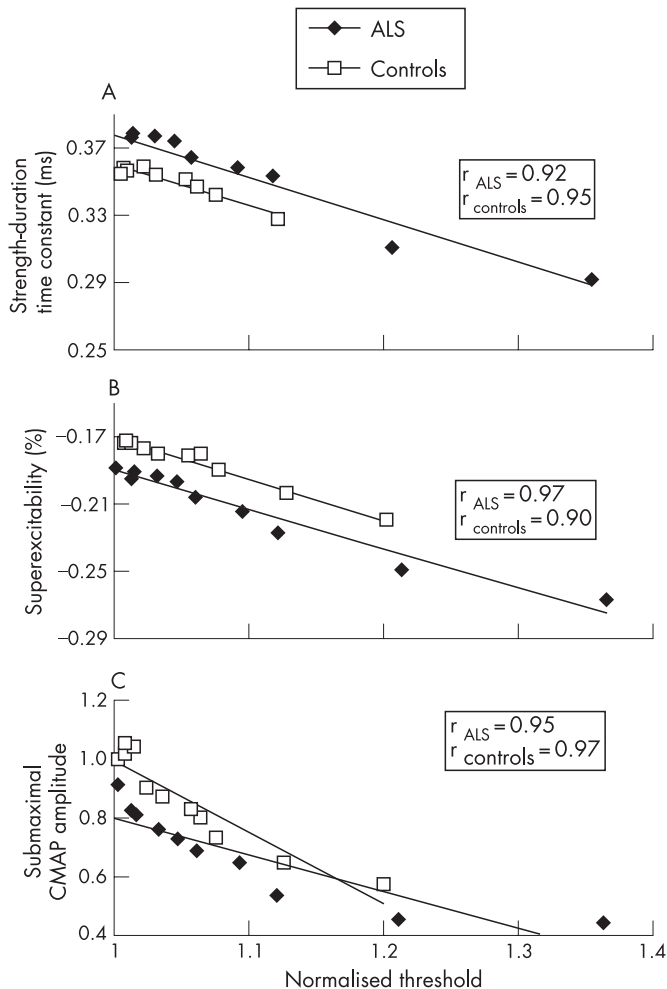 ALS
Controls
A
Strength-duration
time constant (ms)
0.37
0.33
0.29
0.25
r ALS = 0.92
r controls = 0.95
B
Superexcitability (%)
–0.17
–0.21
–0.25
–0.29
r ALS = 0.97
r controls = 0.90
C
Submaximal
CMAP amplitude
1.2
1.0
0.8
0.6
0.4
r ALS = 0.95
r controls = 0.97
1 1.1 1.2 1.3 1.4
Normalised threshold